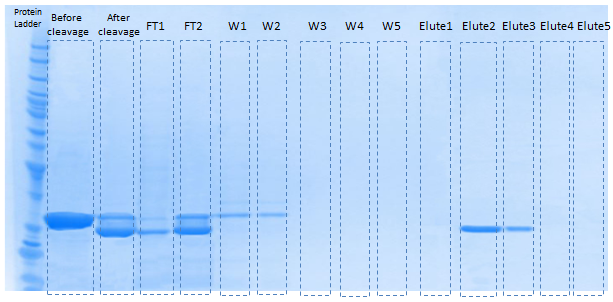 Protein
Ladder
Before
cleavage
After
cleavage
FT1
FT2
W1
W2
W3
W4
W5
Elute1
Elute2
Elute3
Elute4
Elute5